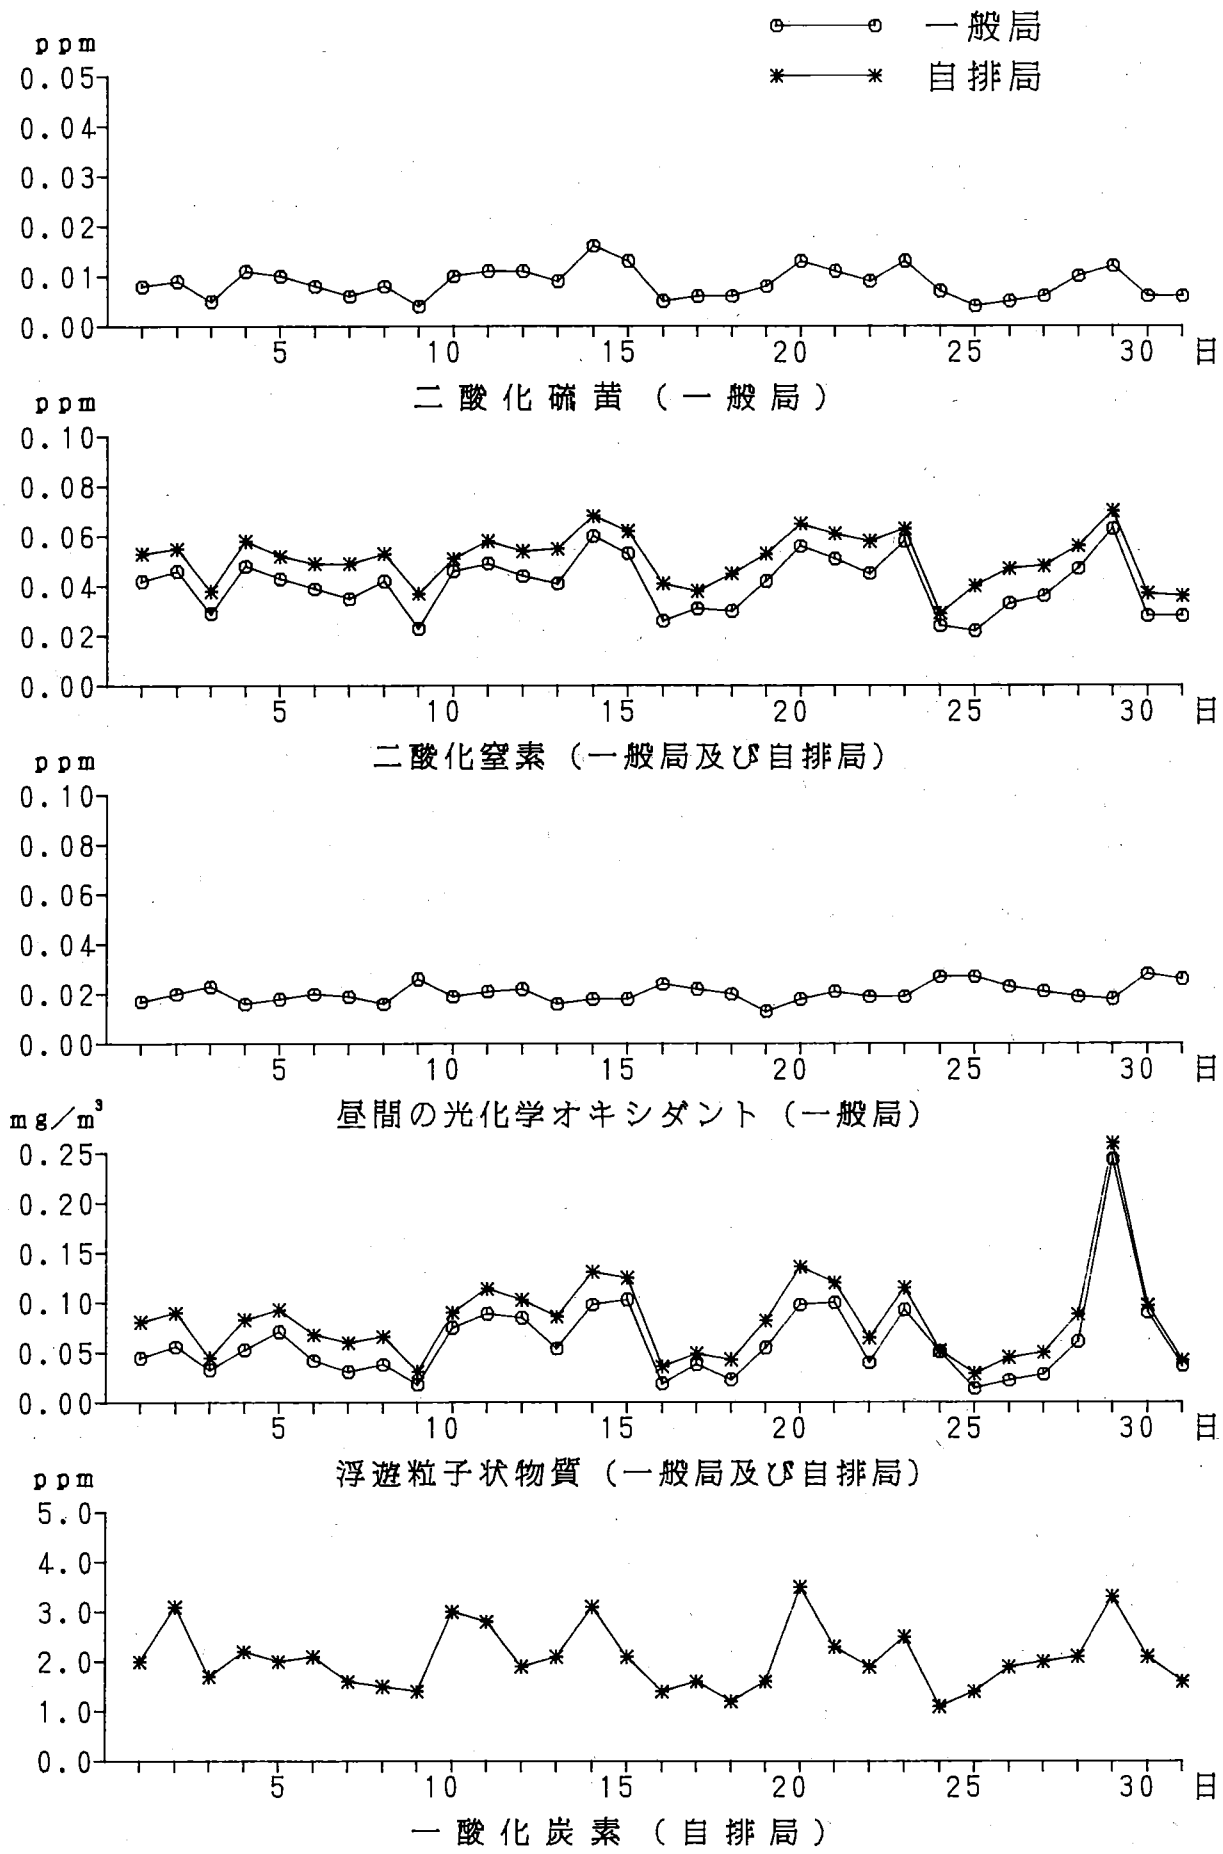 一般局
自排局
ppm
0.05
0.04
0.03
0.02
0.01
0.00
5 10 15 20 25 30 日
二酸化硫黄(一般局)
ppm
0.10
0.08
0.06
0.04
0.02
0.00
5 10 15 20 25 30 日
二酸化窒素(一般局及び自排局)
ppm
0.10
0.08
0.06
0.04
0.02
0.00
5 10 15 20 25 30 日
昼間の光化学オキシダント(一般局)
mg/m³
0.25
0.20
0.15
0.10
0.05
0.00
5 10 15 20 25 30 日
浮遊粒子状物質(一般局及び自排局)
ppm
5.0
4.0
3.0
2.0
1.0
0.0
5 10 15 20 25 30 日
一酸化炭素(自排局)